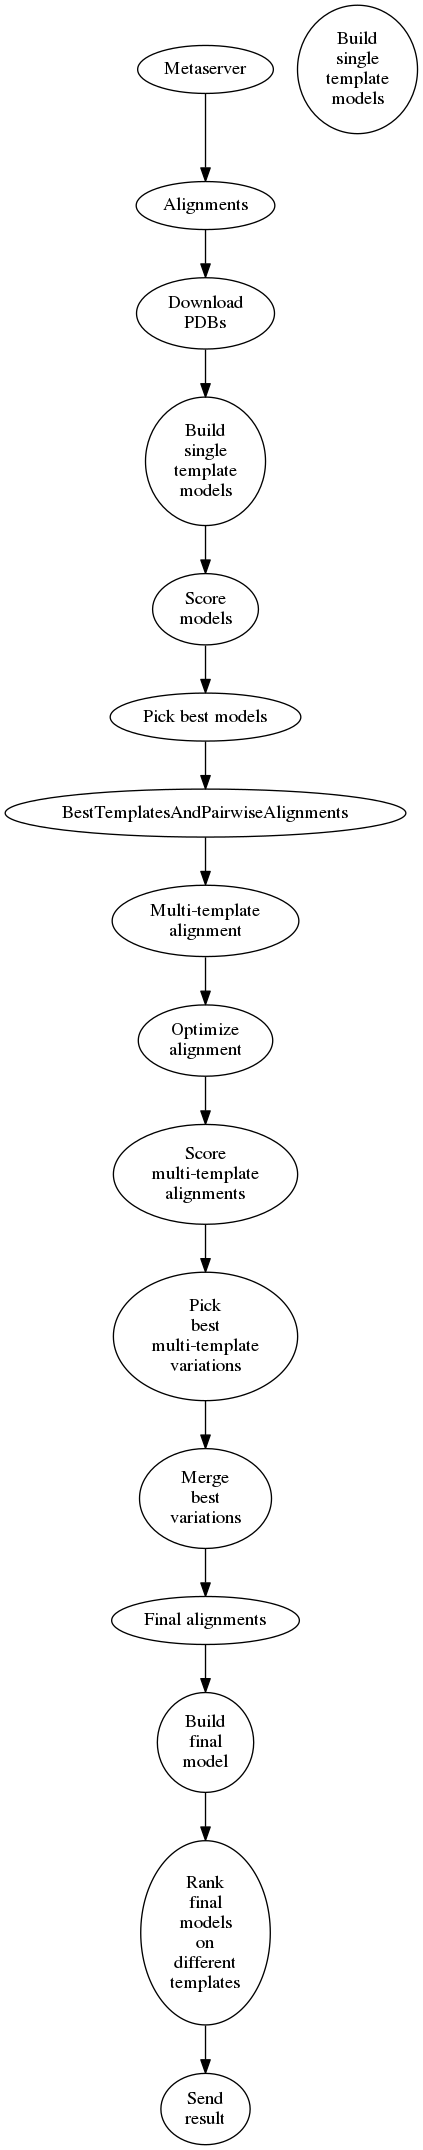 Metaserver
Build
single
template
models
Alignments
Download
PDBs
Build
single
template
models
Score
models
Pick best models
BestTemplatesAndPairwiseAlignments
Multi-template
alignment
Optimize
alignment
Score
multi-template
alignments
Pick
best
multi-template
variations
Merge
best
variations
Final alignments
Build
final
model
Rank
final
models
on
different
templates
Send
result